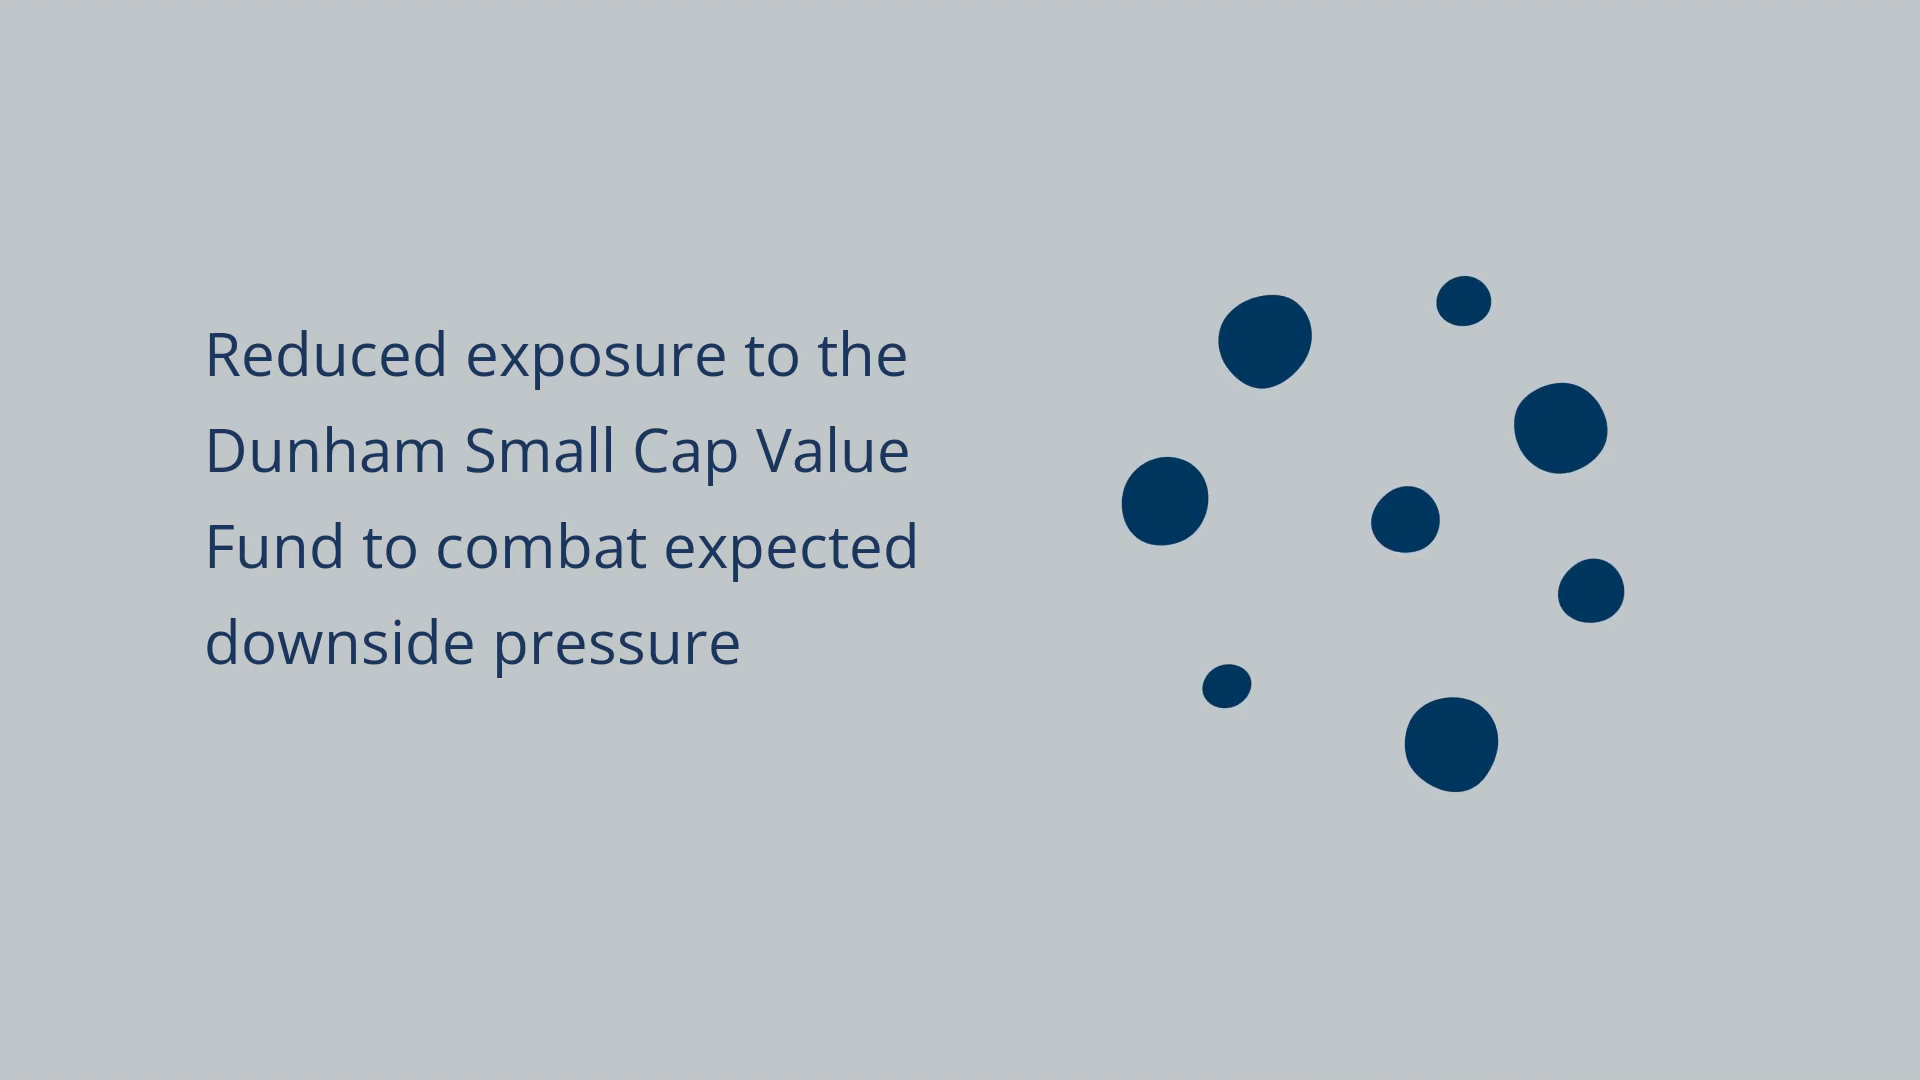 Reduced exposure to the
Dunham Small Cap Value
Fund to combat expected
downside pressure